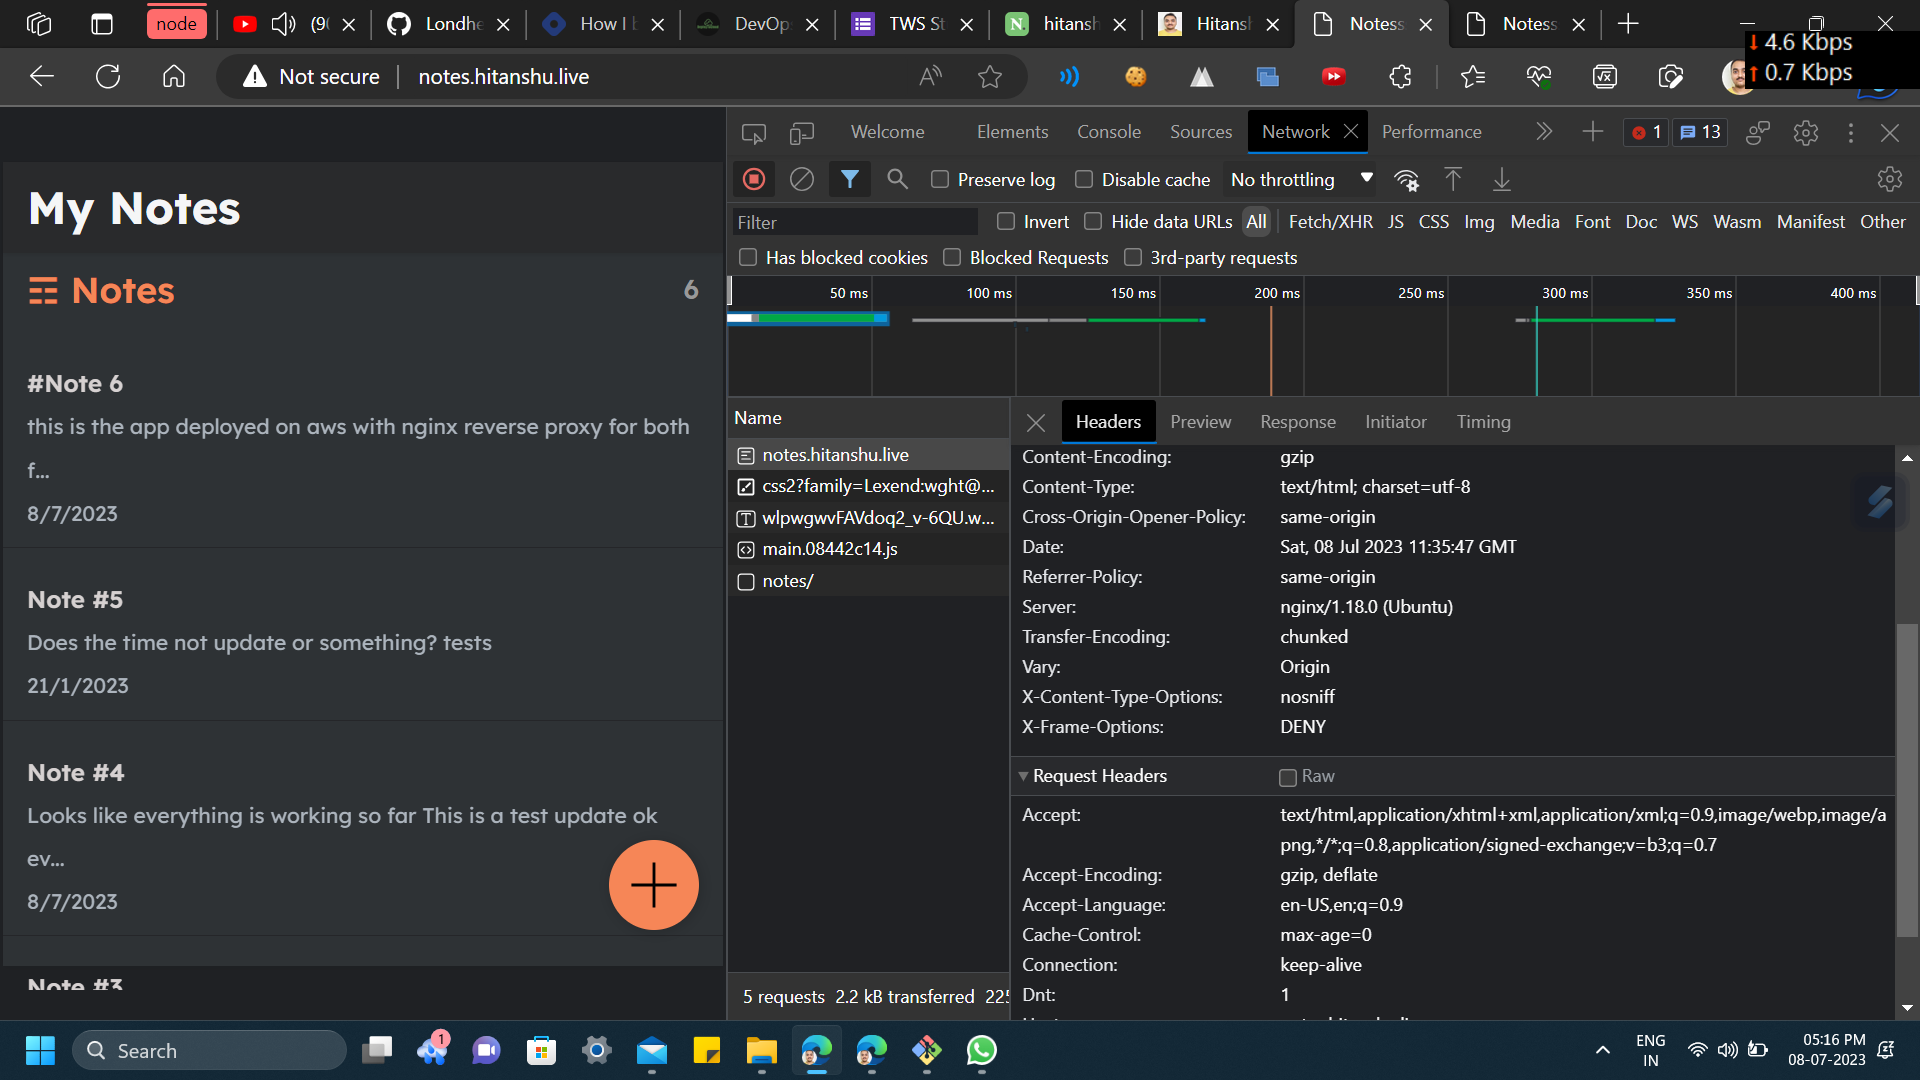 node
(90
Londhe
How I b
DevOp
TWS St
hitansh
Hitansh
Notess
Notess
4.6 Kbps
0.7 Kbps
Not secure
notes.hitanshu.live
My Notes
Notes
6
#Note 6
this is the app deployed on aws with nginx reverse proxy for both
f...
8/7/2023
Note #5
Does the time not update or something? tests
21/1/2023
Note #4
Looks like everything is working so far This is a test update ok
ev...
8/7/2023
Note #3
Welcome
Elements
Console
Sources
Network
Performance
1
13
Preserve log
Disable cache
No throttling
Filter
Invert
Hide data URLs
All
Fetch/XHR
JS
CSS
Img
Media
Font
Doc
WS
Wasm
Manifest
Other
Has blocked cookies
Blocked Requests
3rd-party requests
50 ms
100 ms
150 ms
200 ms
250 ms
300 ms
350 ms
400 ms
Name
notes.hitanshu.live
css2?family=Lexend:wght@...
wlpwgwvFAVdoq2_v-6QU.w...
main.08442c14.js
notes/
5 requests 2.2 kB transferred 225
Headers
Preview
Response
Initiator
Timing
Content-Encoding: gzip
Content-Type: text/html; charset=utf-8
Cross-Origin-Opener-Policy: same-origin
Date: Sat, 08 Jul 2023 11:35:47 GMT
Referrer-Policy: same-origin
Server: nginx/1.18.0 (Ubuntu)
Transfer-Encoding: chunked
Vary: Origin
X-Content-Type-Options: nosniff
X-Frame-Options: DENY
Request Headers
Raw
Accept: text/html,application/xhtml+xml,application/xml;q=0.9,image/webp,image/a
png,*/*;q=0.8,application/signed-exchange;v=b3;q=0.7
Accept-Encoding: gzip, deflate
Accept-Language: en-US,en;q=0.9
Cache-Control: max-age=0
Connection: keep-alive
Dnt: 1
Search
1
ENG
IN
05:16 PM
08-07-2023